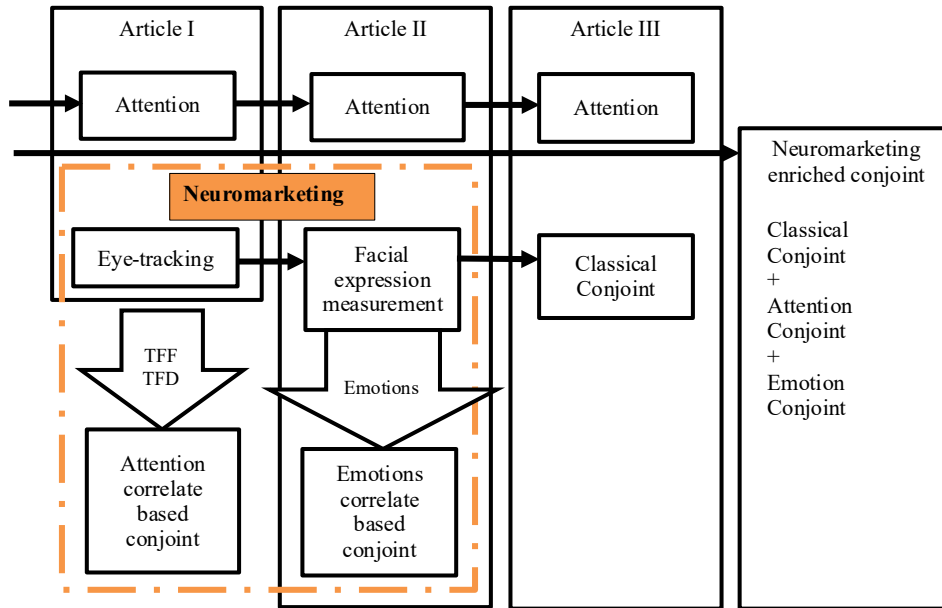 Article I
Article II
Article III
Attention
Attention
Attention
Neuromarketing
enriched conjoint
Classical
Conjoint
+
Attention
Conjoint
+
Emotion
Conjoint
Neuromarketing
Eye-tracking
Facial
expression
measurement
Classical
Conjoint
TFF
TFD
Emotions
Attention
correlate
based
conjoint
Emotions
correlate
based
conjoint